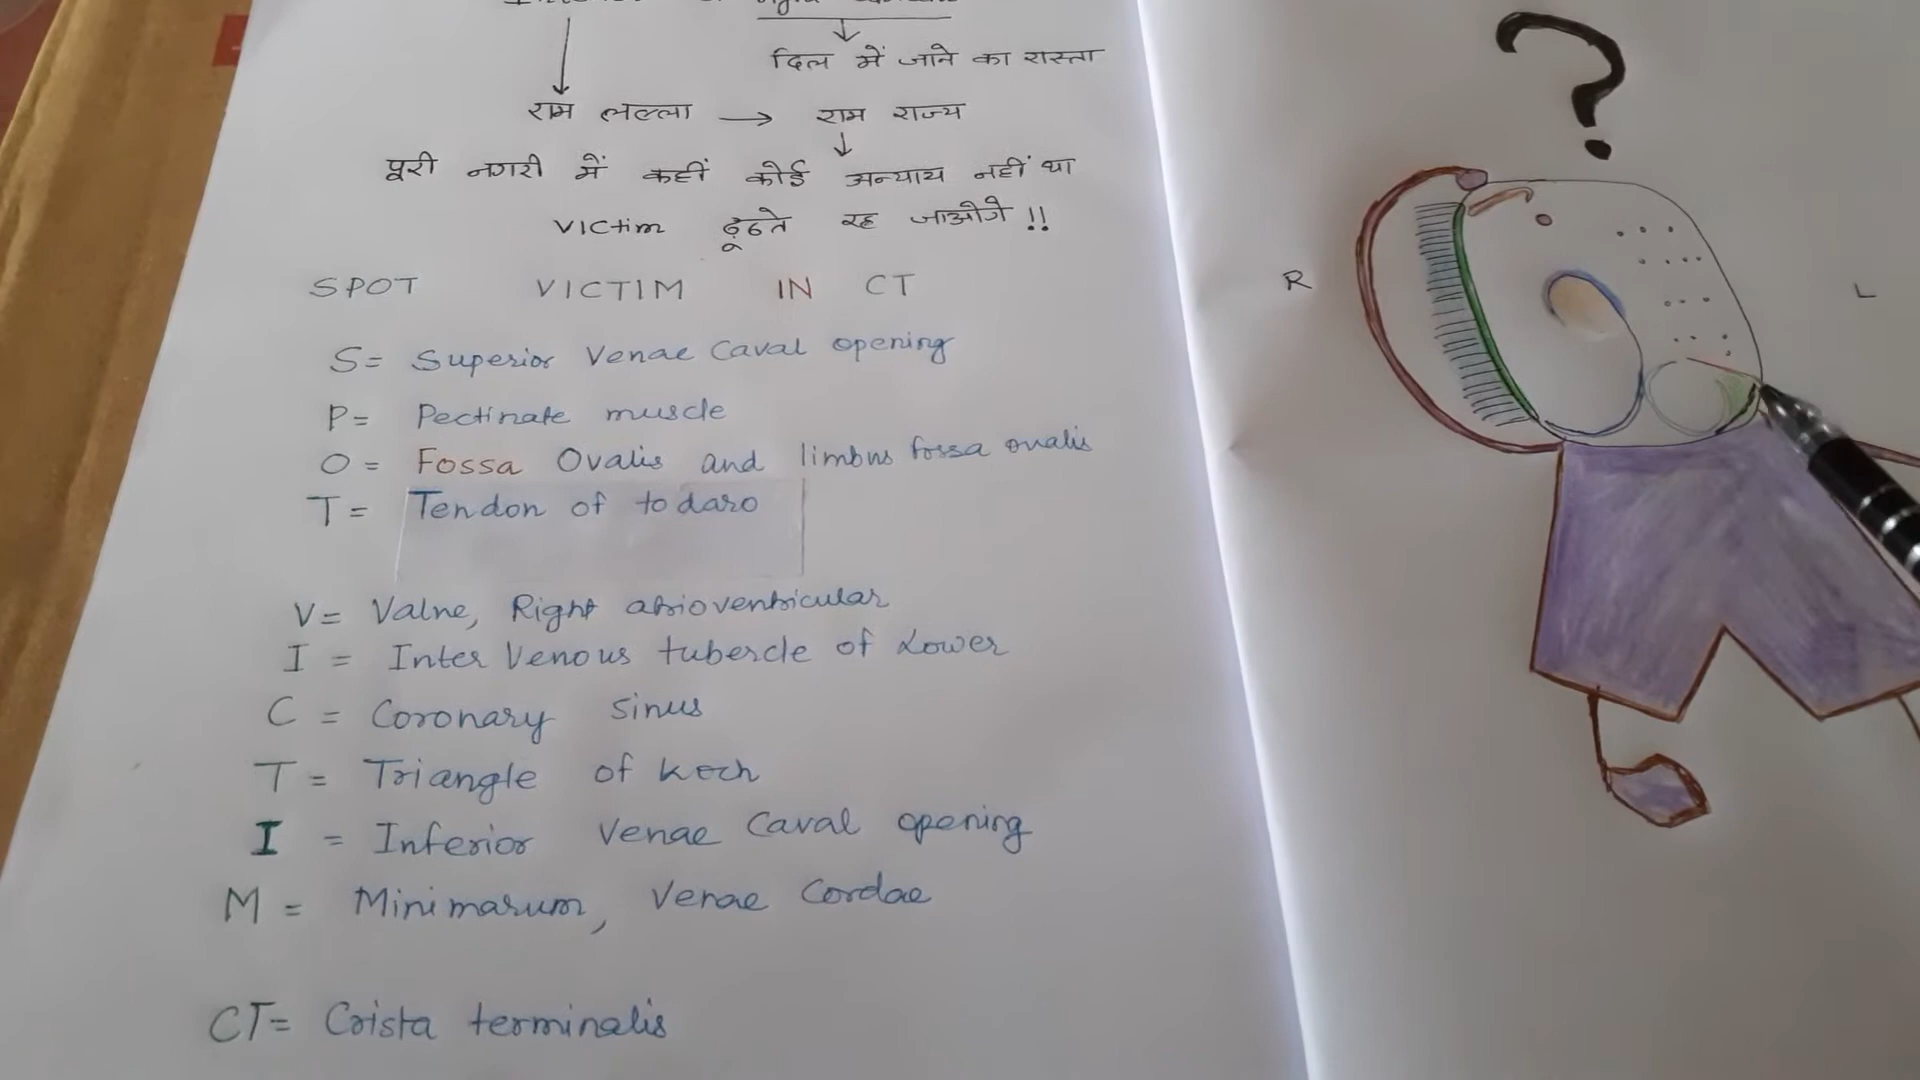 दिल में जाने का रास्ता
राम लल्ला → राम राज्य
पूरी नगरी में कहीं कोई अन्याय नहीं था
VICtim ढूंढते रह जाओगे !!
SPOT VICTIM IN CT
S= Superior Venae Caval opening
P= Pectinate muscle
O = Fossa Ovalis and limbus fossa ovalis
T= Tendon of todaro
V= Valve, Right atrioventricular
I = Inter Venous tubercle of Lower
C = Coronary sinus
T = Triangle of Koch
I = Inferior Venae Caval opening
M = Minimarum, Venae Cordae
CT= Crista terminalis
?
R
L